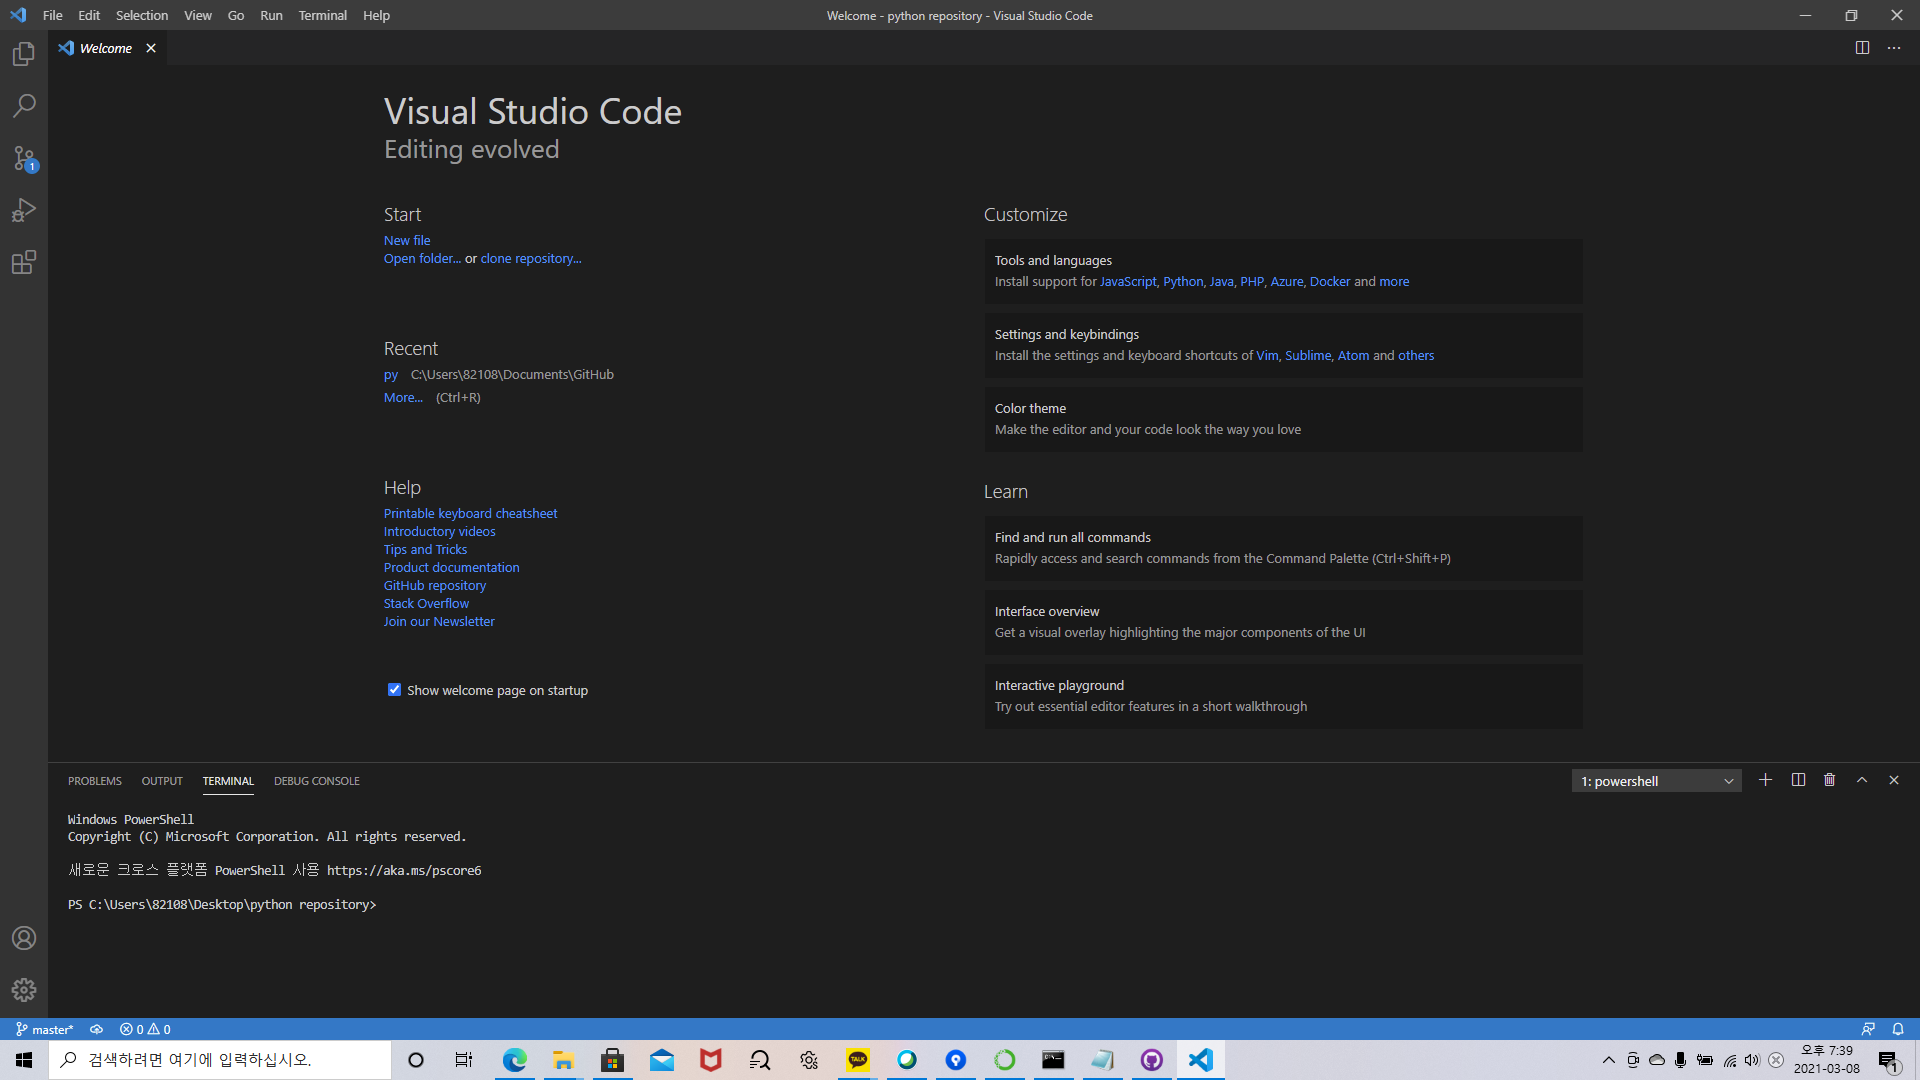 File Edit Selection View Go Run Terminal Help
Welcome - python repository - Visual Studio Code
Welcome
Visual Studio Code
Editing evolved
Start
New file
Open folder... or clone repository...
Recent
py C:\Users\82108\Documents\GitHub
More... (Ctrl+R)
Help
Printable keyboard cheatsheet
Introductory videos
Tips and Tricks
Product documentation
GitHub repository
Stack Overflow
Join our Newsletter
Show welcome page on startup
Customize
Tools and languages
Install support for JavaScript, Python, Java, PHP, Azure, Docker and more
Settings and keybindings
Install the settings and keyboard shortcuts of Vim, Sublime, Atom and others
Color theme
Make the editor and your code look the way you love
Learn
Find and run all commands
Rapidly access and search commands from the Command Palette (Ctrl+Shift+P)
Interface overview
Get a visual overlay highlighting the major components of the UI
Interactive playground
Try out essential editor features in a short walkthrough
1
PROBLEMS OUTPUT TERMINAL DEBUG CONSOLE
1: powershell
Windows PowerShell
Copyright (C) Microsoft Corporation. All rights reserved.
새로운 크로스 플랫폼 PowerShell 사용 https://aka.ms/pscore6
PS C:\Users\82108\Desktop\python repository>
master* 0 0
검색하려면 여기에 입력하십시오.
TALK
오후 7:39
2021-03-08
1